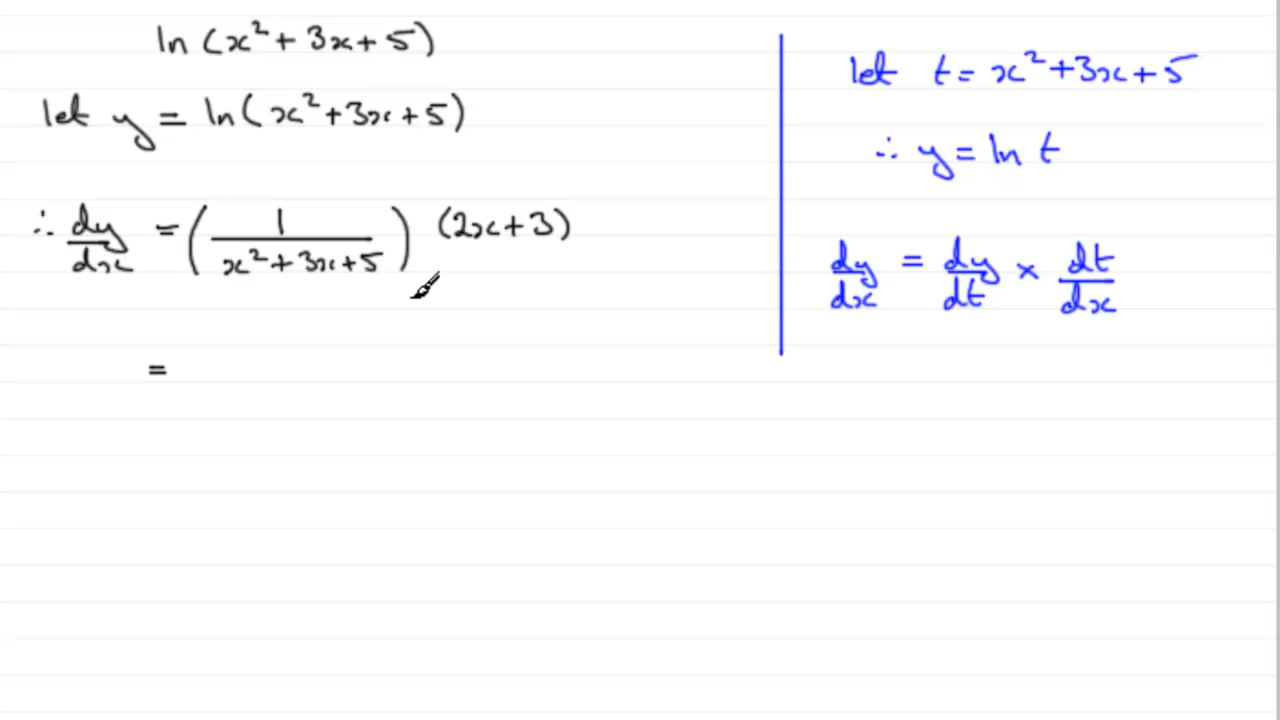 ln (x² + 3x + 5)
let y = ln( x² + 3x + 5)
∴ dy/dx = (1/(x² + 3x + 5)) (2x + 3)
=
let t = x² + 3x + 5
∴ y = ln t
dy/dx = dy/dt × dt/dx